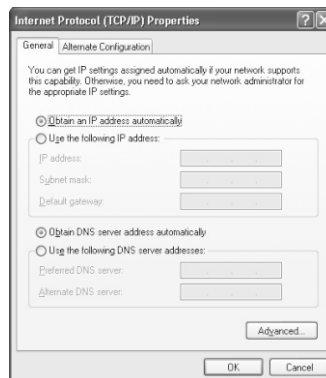 Internet Protocol (TCP/IP) Properties
General
Alternate Configuration
You can get IP settings assigned automatically if your network supports
this capability. Otherwise, you need to ask your network administrator for
the appropriate IP settings.
Obtain an IP address automatically
Use the following IP address:
IP address:
Subnet mask:
Default gateway:
Obtain DNS server address automatically
Use the following DNS server addresses:
Preferred DNS server:
Alternate DNS server:
Advanced...
OK
Cancel